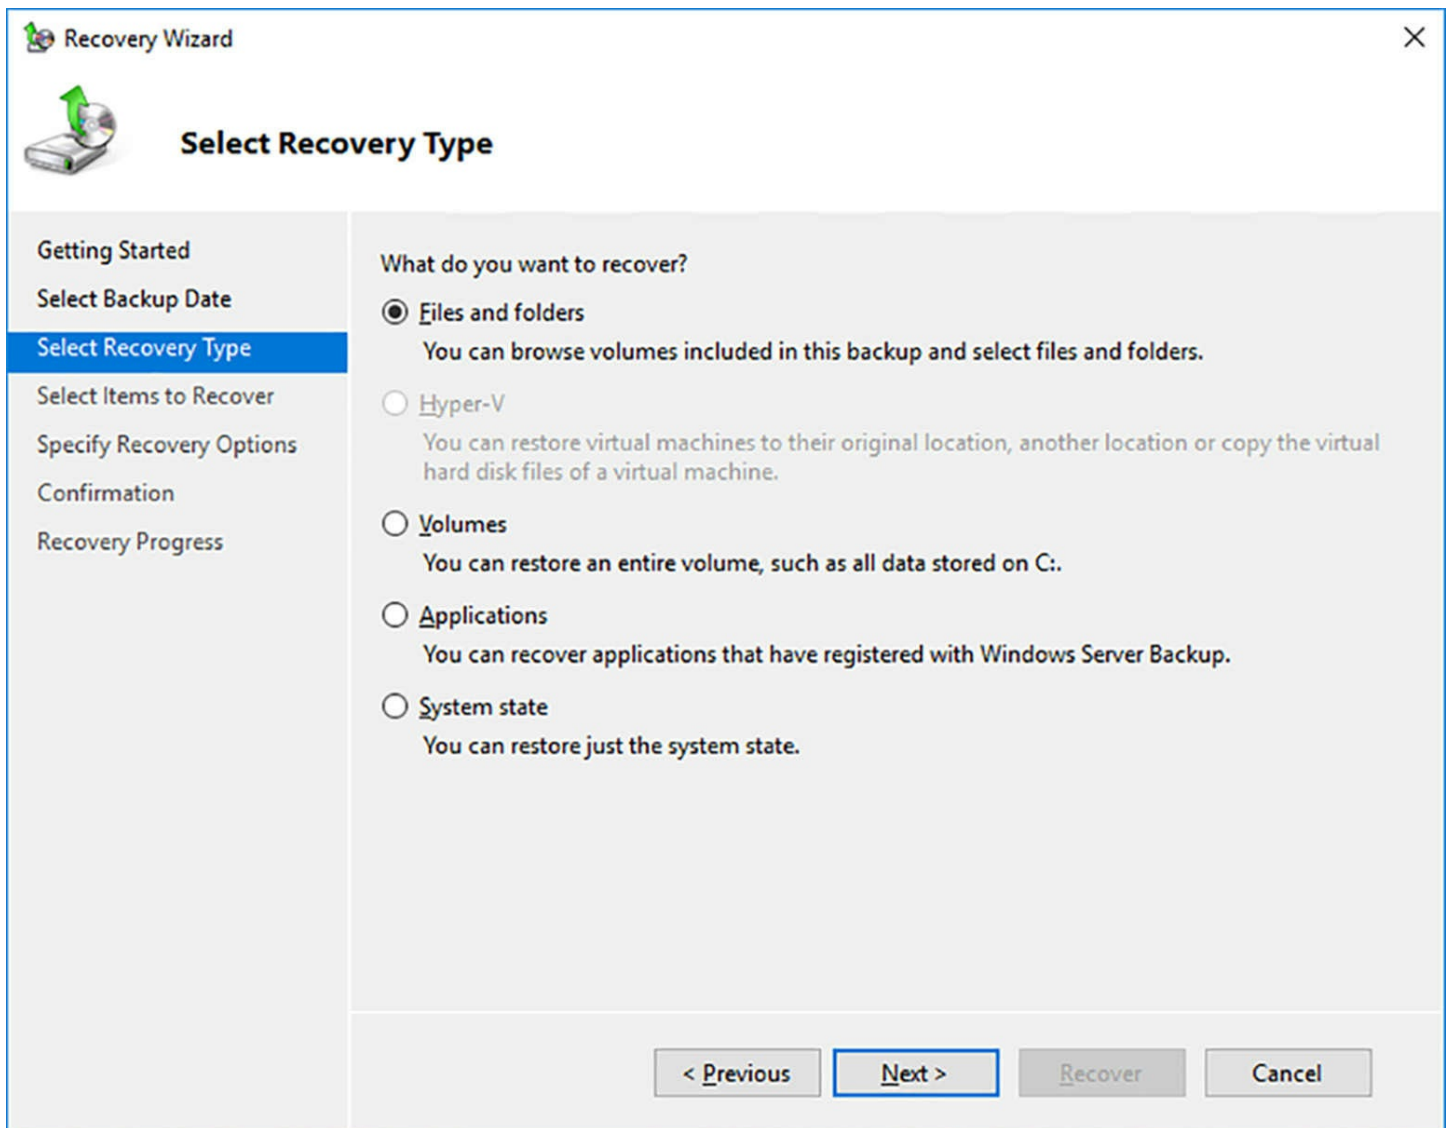 Recovery Wizard
Select Recovery Type
Getting Started
Select Backup Date
Select Recovery Type
Select Items to Recover
Specify Recovery Options
Confirmation
Recovery Progress
What do you want to recover?
Files and folders
You can browse volumes included in this backup and select files and folders.
Hyper-V
You can restore virtual machines to their original location, another location or copy the virtual
hard disk files of a virtual machine.
Volumes
You can restore an entire volume, such as all data stored on C:.
Applications
You can recover applications that have registered with Windows Server Backup.
System state
You can restore just the system state.
< Previous
Next >
Recover
Cancel